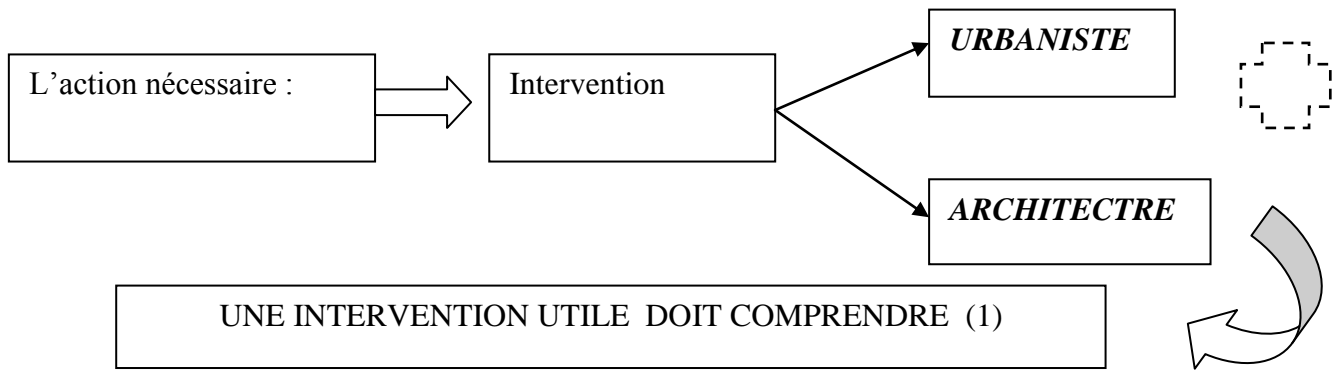 L’action nécessaire :
Intervention
URBANISTE
ARCHITECTRE
UNE INTERVENTION UTILE DOIT COMPRENDRE (1)